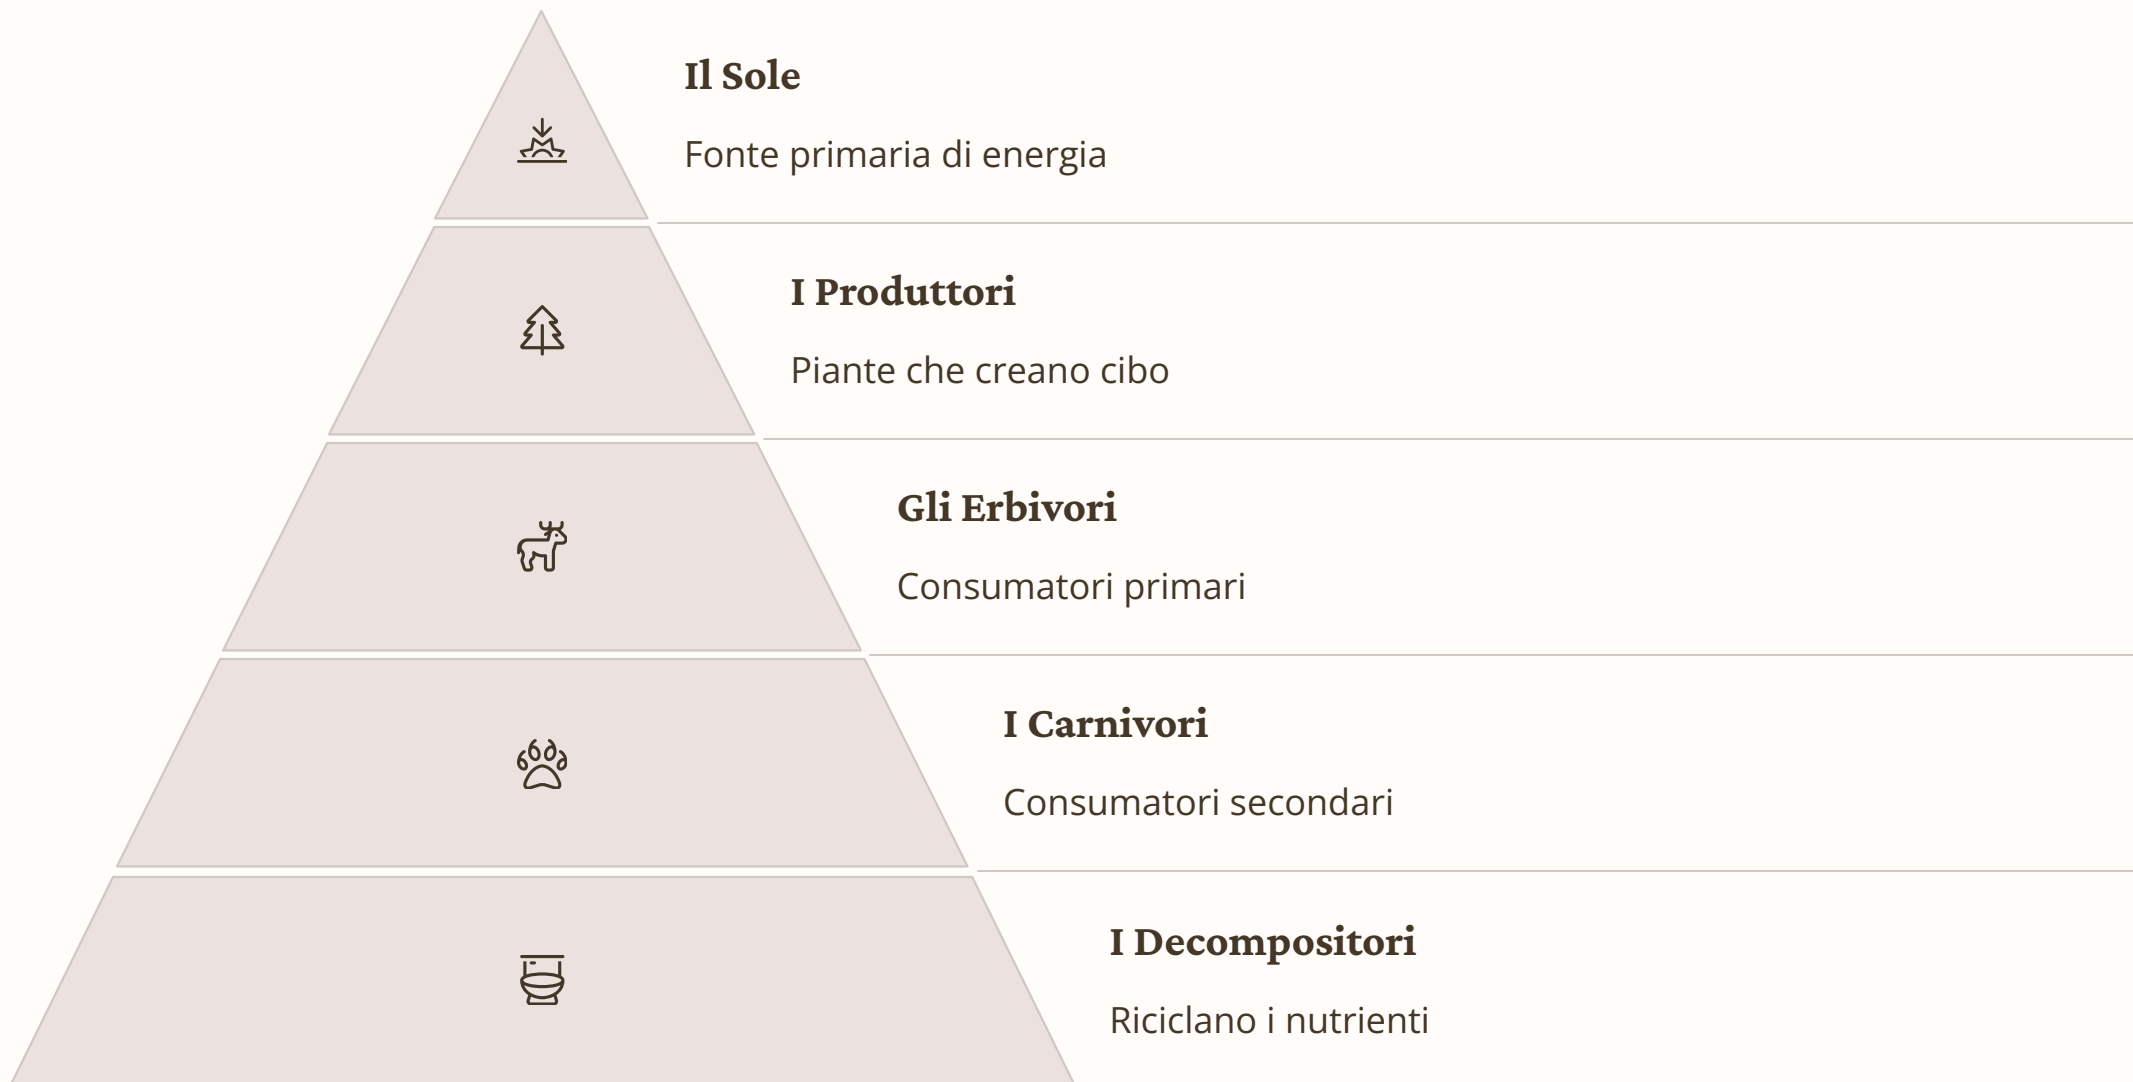 Il Sole
Fonte primaria di energia
I Produttori
Piante che creano cibo
Gli Erbivori
Consumatori primari
I Carnivori
Consumatori secondari
I Decompositori
Riciclano i nutrienti